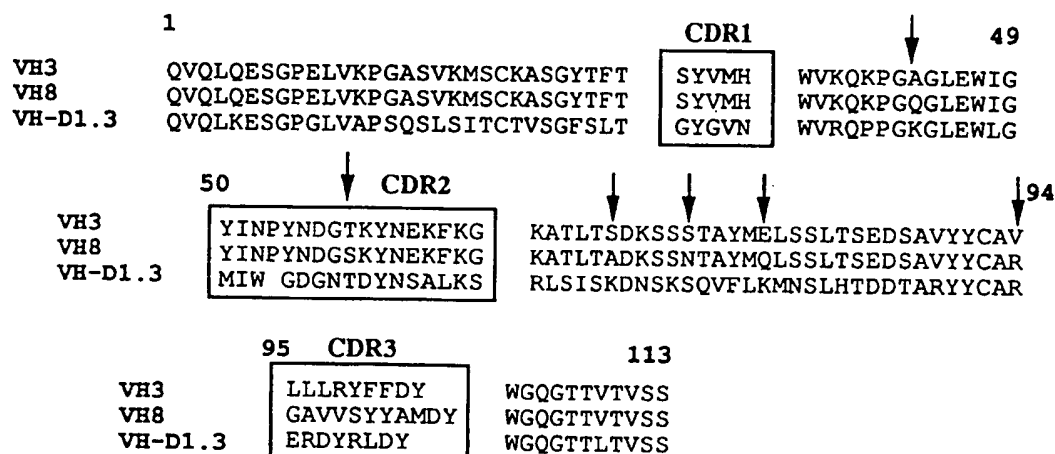 1 CDR1 49
VH3 QVQLQESGPELVKPGASVKMSCKASGYTFT SYVMH WVKQKPGAGLEWIG
VH8 QVQLQESGPELVKPGASVKMSCKASGYTFT SYVMH WVKQKPGQGLEWIG
VH-D1.3 QVQLKESGPGLVAPSQSLSITCTVSGFSLT GYGVN WVRQPPGKGLEWLG
50 CDR2 94
VH3 YINPYNDGTKYNEKFKG KATLTSDKSSSTAYMELSSLTSEDSAVYYCAV
VH8 YINPYNDGSKYNEKFKG KATLTADKSSNTAYMQLSSLTSEDSAVYYCAR
VH-D1.3 MIW GDGNTDYNSALKS RLSISKDNSKSQVFLKMNSLHTDDTARYYCAR
95 CDR3 113
VH3 LLLRYFFDY WGQGTTVTVSS
VH8 GAVVSYYAMDY WGQGTTVTVSS
VH-D1.3 ERDYRLDY WGQGTTLTVSS